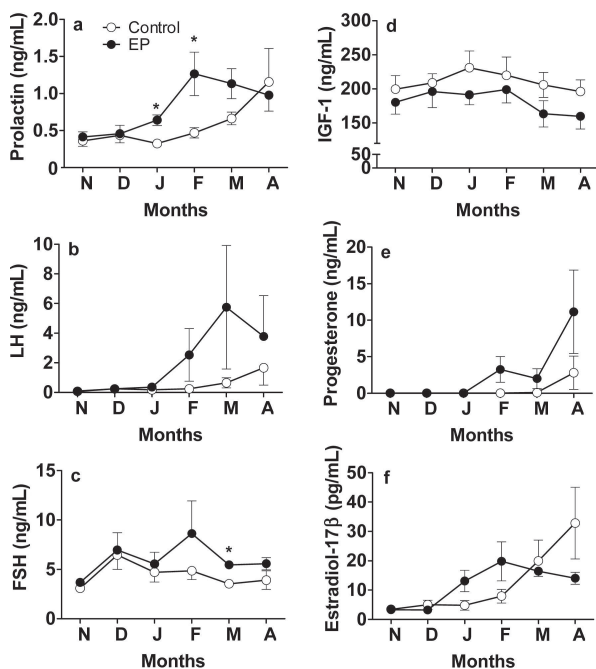 a
Control
EP
Prolactin (ng/mL)
2.0
1.5
1.0
0.5
0.0
*
*
N D J F M A
Months
d
IGF-1 (ng/mL)
300
250
200
150
50
0
N D J F M A
Months
b
LH (ng/mL)
10
8
6
4
2
0
N D J F M A
Months
e
Progesterone (ng/mL)
20
15
10
5
0
N D J F M A
Months
c
FSH (ng/mL)
15
10
5
0
*
N D J F M A
Months
f
Estradiol-17β (pg/mL)
50
40
30
20
10
0
N D J F M A
Months